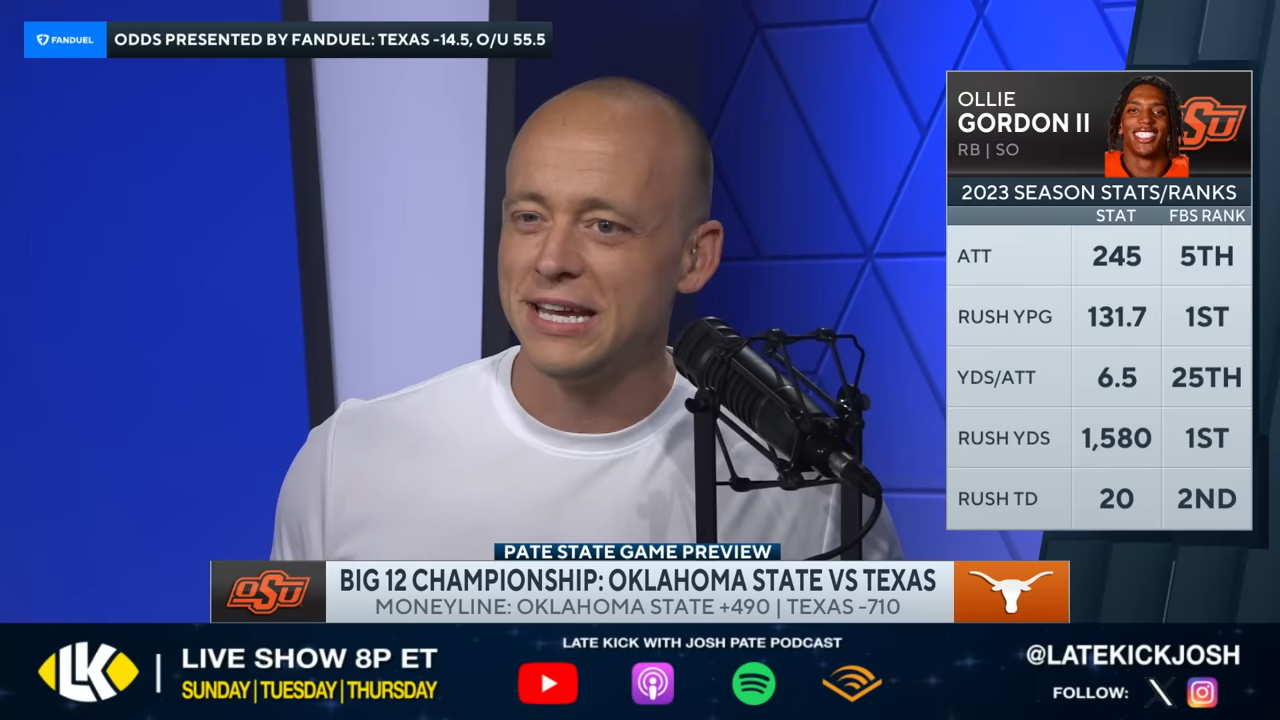 FANDUEL
ODDS PRESENTED BY FANDUEL: TEXAS -14.5, O/U 55.5
OLLIE
GORDON II
RB | SO
SU
2023 SEASON STATS/RANKS
STAT FBS RANK
ATT 245 5TH
RUSH YPG 131.7 1ST
YDS/ATT 6.5 25TH
RUSH YDS 1,580 1ST
RUSH TD 20 2ND
PATE STATE GAME PREVIEW
OSU
BIG 12 CHAMPIONSHIP: OKLAHOMA STATE VS TEXAS
MONEYLINE: OKLAHOMA STATE +490 | TEXAS -710
LK
LIVE SHOW 8P ET
SUNDAY | TUESDAY | THURSDAY
LATE KICK WITH JOSH PATE PODCAST
@LATEKICKJOSH
FOLLOW: X